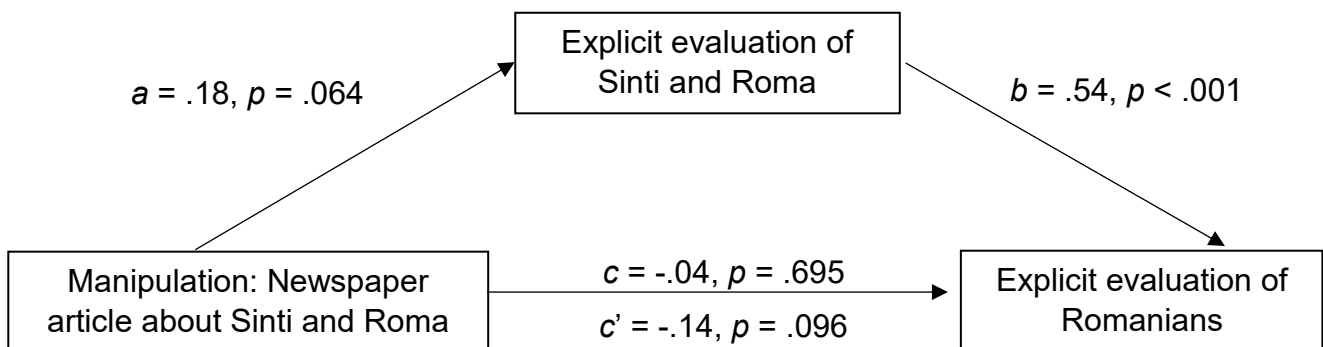 Explicit evaluation of
Sinti and Roma
a = .18, p = .064
b = .54, p < .001
Manipulation: Newspaper
article about Sinti and Roma
c = -.04, p = .695
c’ = -.14, p = .096
Explicit evaluation of
Romanians